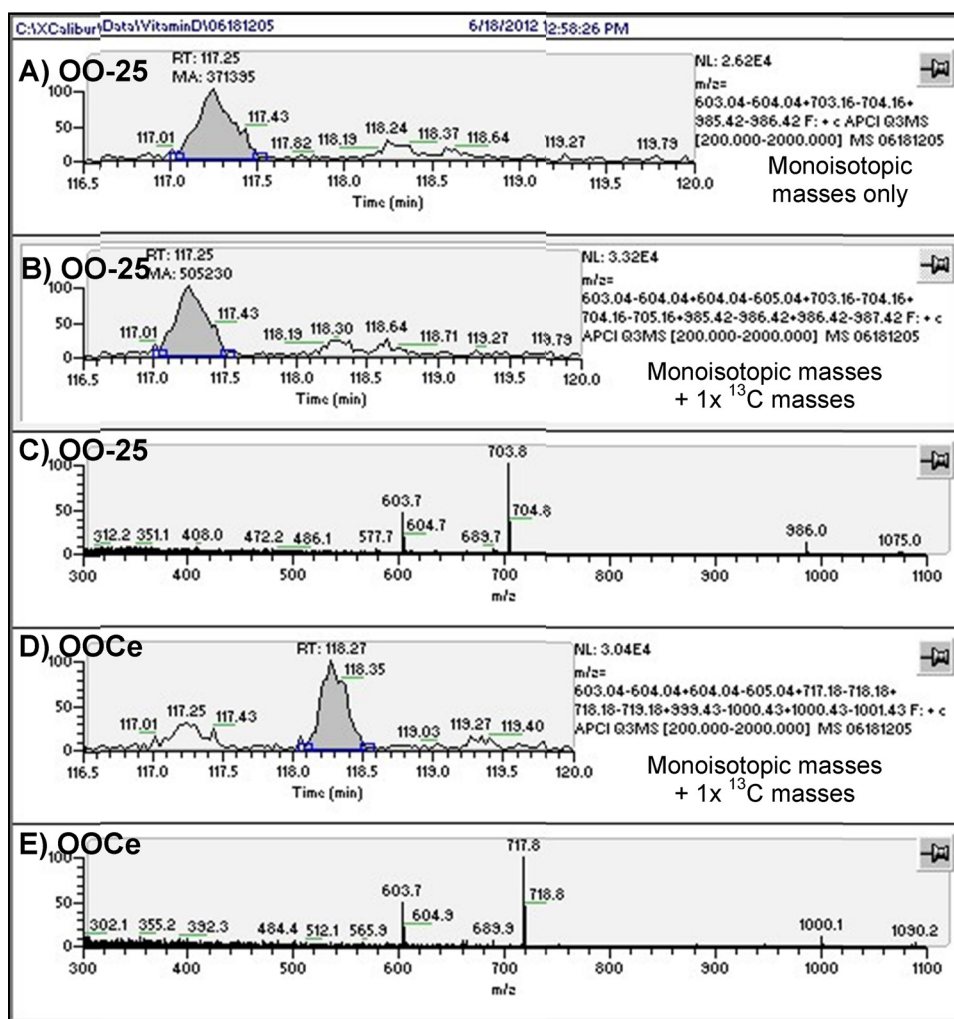 C:\XCalibur\Data\VitaminD\06181205 6/18/2012 12:58:26 PM
A) OO-25
RT: 117.25
MA: 371395
NL: 2.62E4
m/z=
603.04-604.04+703.16-704.16+
985.42-986.42 F: + c APCI Q3MS
[200.000-2000.000] MS 06181205
Monoisotopic
masses only
100
50
0
117.01 117.43 117.82 118.19 118.24 118.37 118.64 119.27 119.79
116.5 117.0 117.5 118.0 118.5 119.0 119.5 120.0
Time (min)
B) OO-25
RT: 117.25
MA: 505230
NL: 3.32E4
m/z=
603.04-604.04+604.04-605.04+703.16-704.16+
704.16-705.16+985.42-986.42+986.42-987.42 F: + c
APCI Q3MS [200.000-2000.000] MS 06181205
Monoisotopic masses
+ 1x 13C masses
100
50
0
117.01 117.43 118.19 118.30 118.64 118.71 119.27 119.79
116.5 117.0 117.5 118.0 118.5 119.0 119.5 120.0
Time (min)
C) OO-25
100
50
0
312.2 351.1 408.0 472.2 486.1 577.7 603.7 604.7 689.7 703.8 704.8 986.0 1075.0
300 400 500 600 700 800 900 1000 1100
m/z
D) OOCe
RT: 118.27
NL: 3.04E4
m/z=
603.04-604.04+604.04-605.04+717.18-718.18+
718.18-719.18+999.43-1000.43+1000.43-1001.43 F: + c
APCI Q3MS [200.000-2000.000] MS 06181205
Monoisotopic masses
+ 1x 13C masses
100
50
0
117.01 117.25 117.43 118.35 119.03 119.27 119.40
116.5 117.0 117.5 118.0 118.5 119.0 119.5 120.0
Time (min)
E) OOCe
100
50
0
302.1 355.2 392.3 484.4 512.1 565.9 603.7 604.9 689.9 717.8 718.8 1000.1 1090.2
300 400 500 600 700 800 900 1000 1100
m/z